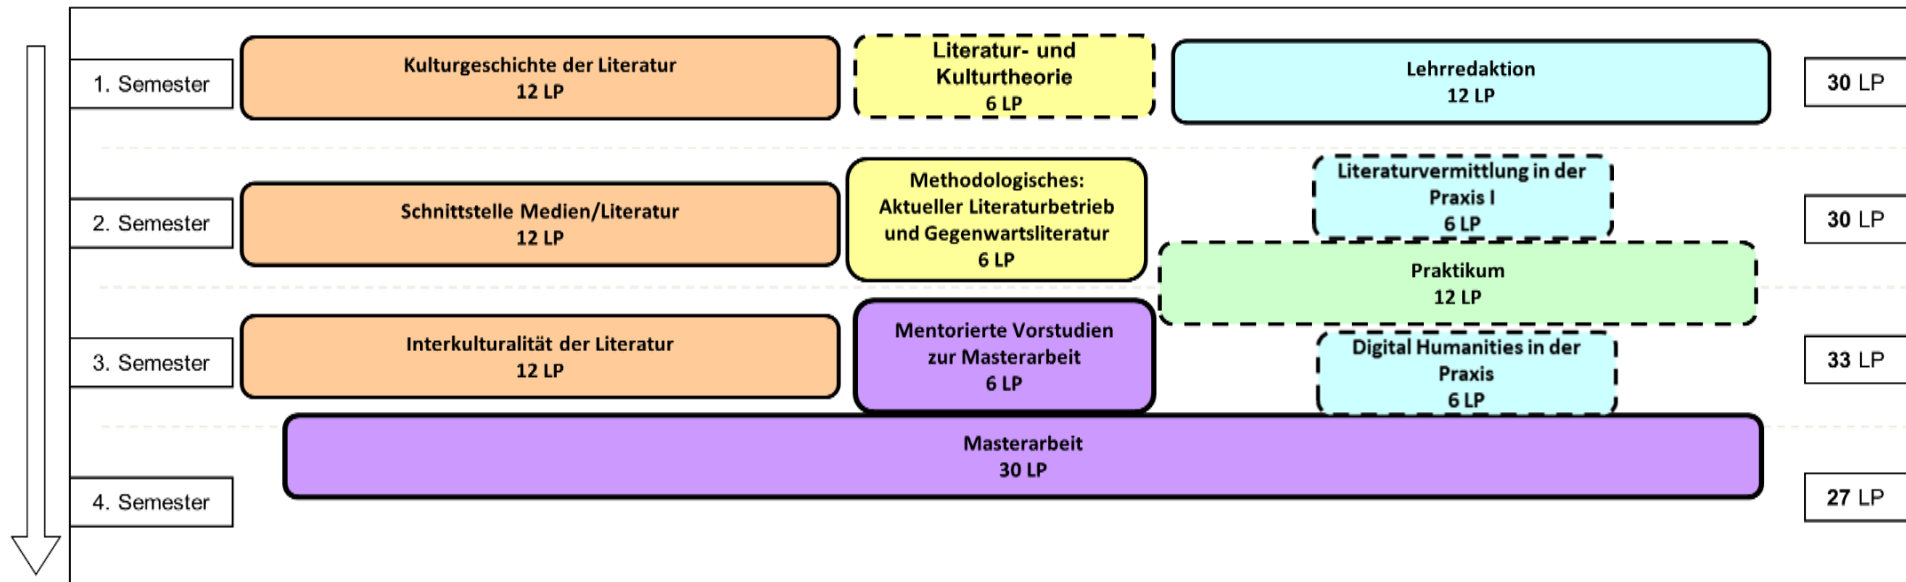 1. Semester
Kulturgeschichte der Literatur
12 LP
Literatur- und
Kulturtheorie
6 LP
Lehrredaktion
12 LP
30 LP
2. Semester
Schnittstelle Medien/Literatur
12 LP
Methodologisches:
Aktueller Literaturbetrieb
und Gegenwartsliteratur
6 LP
Literaturvermittlung in der
Praxis I
6 LP
30 LP
Praktikum
12 LP
3. Semester
Interkulturalität der Literatur
12 LP
Mentorierte Vorstudien
zur Masterarbeit
6 LP
Digital Humanities in der
Praxis
6 LP
33 LP
Masterarbeit
30 LP
4. Semester
27 LP